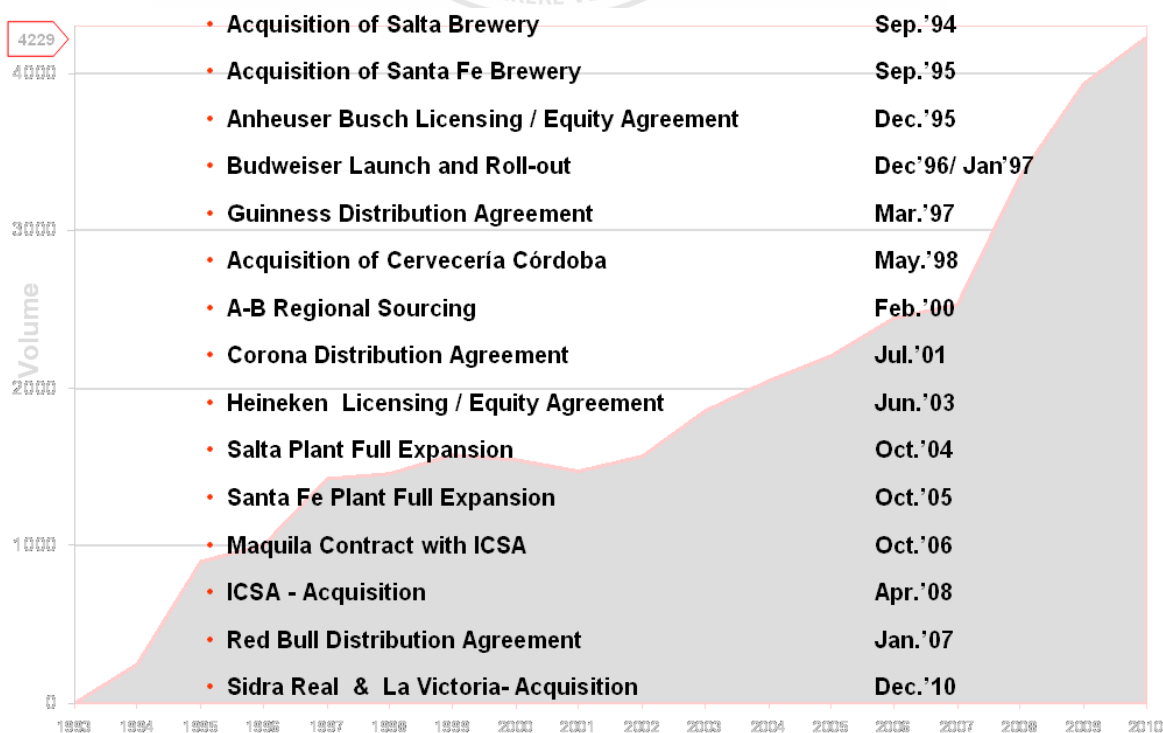 HERE
• Acquisition of Salta Brewery Sep.'94
4229
4000
• Acquisition of Santa Fe Brewery Sep.'95
• Anheuser Busch Licensing / Equity Agreement Dec.'95
• Budweiser Launch and Roll-out Dec'96/ Jan'97
• Guinness Distribution Agreement Mar.'97
3000
• Acquisition of Cervecería Córdoba May.'98
• A-B Regional Sourcing Feb.'00
Volume
• Corona Distribution Agreement Jul.'01
2000
• Heineken Licensing / Equity Agreement Jun.'03
• Salta Plant Full Expansion Oct.'04
• Santa Fe Plant Full Expansion Oct.'05
1000
• Maquila Contract with ICSA Oct.'06
• ICSA - Acquisition Apr.'08
• Red Bull Distribution Agreement Jan.'07
• Sidra Real & La Victoria- Acquisition Dec.'10
0
1993 1994 1995 1996 1997 1998 1999 2000 2001 2002 2003 2004 2005 2006 2007 2008 2009 2010